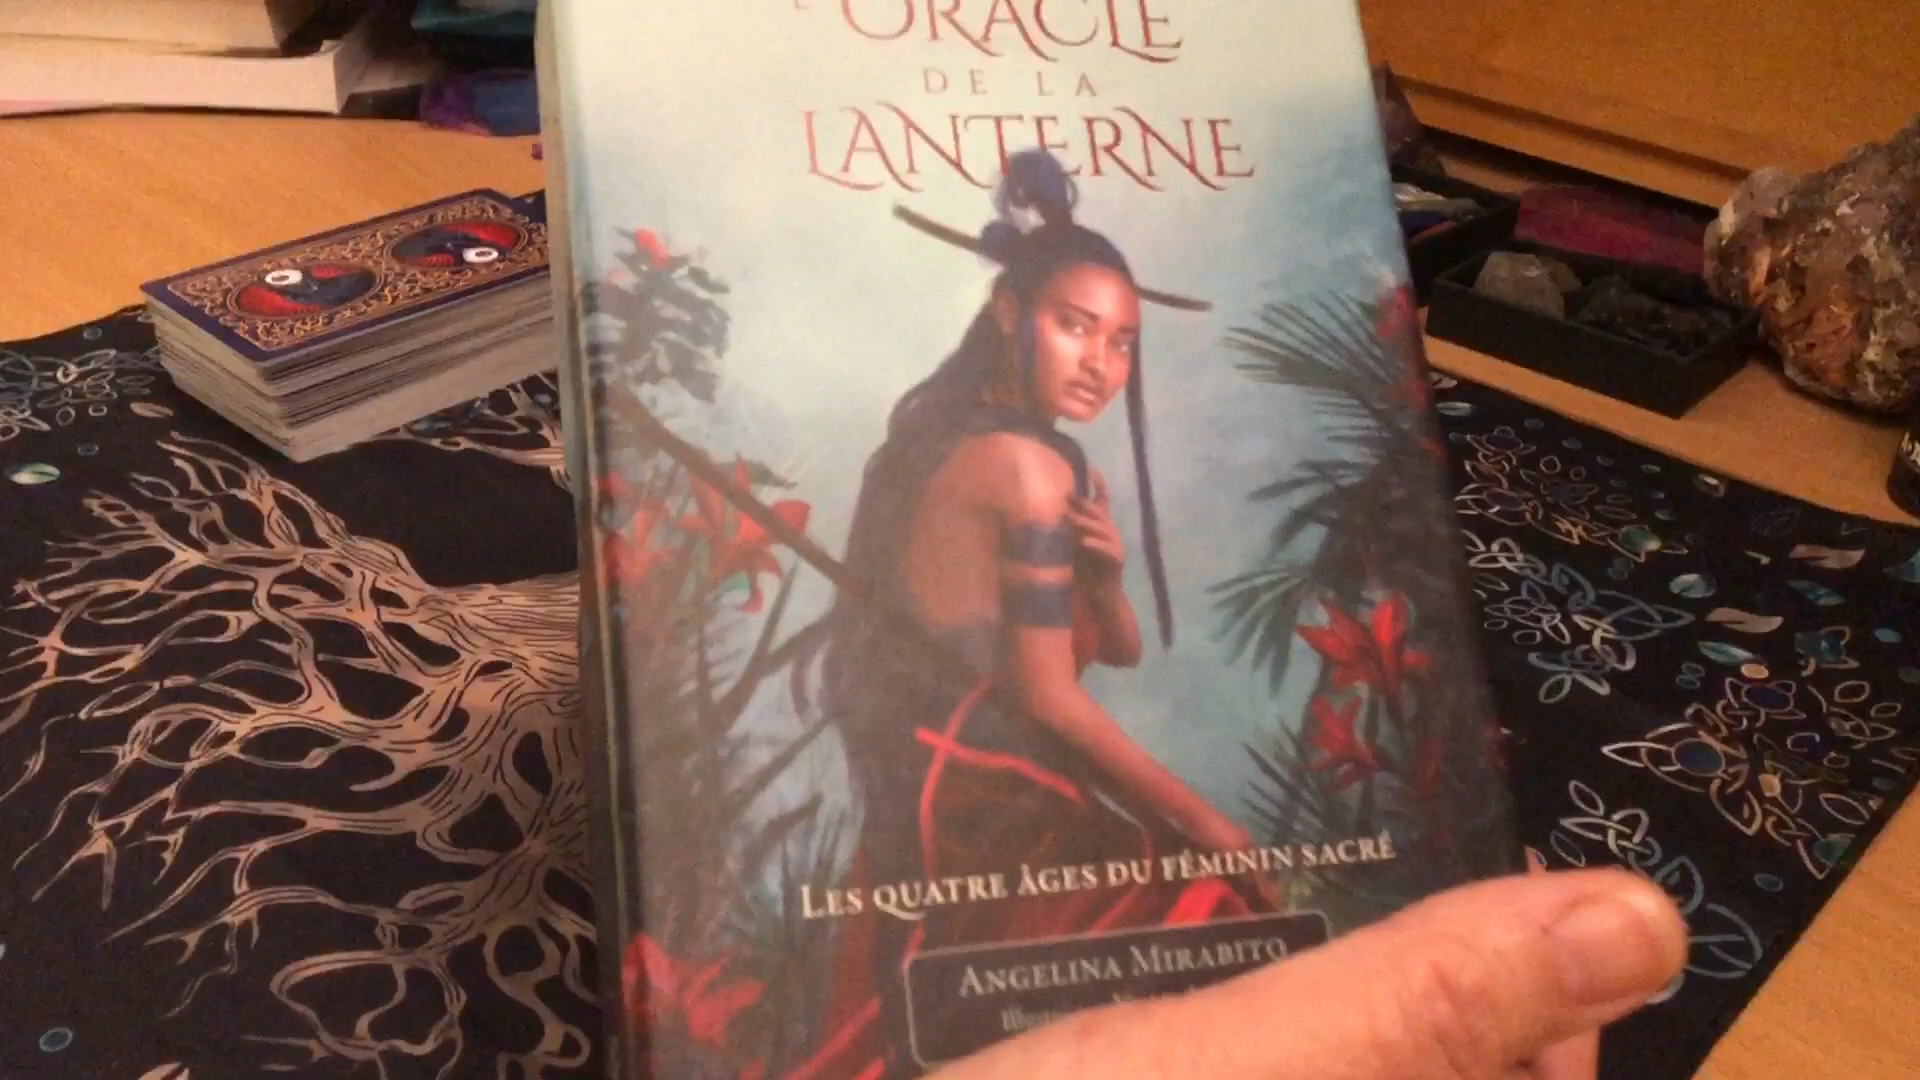 L'ORACLE
DE LA
LANTERNE
LES QUATRE ÂGES DU FÉMININ SACRÉ
ANGELINA MIRABITO